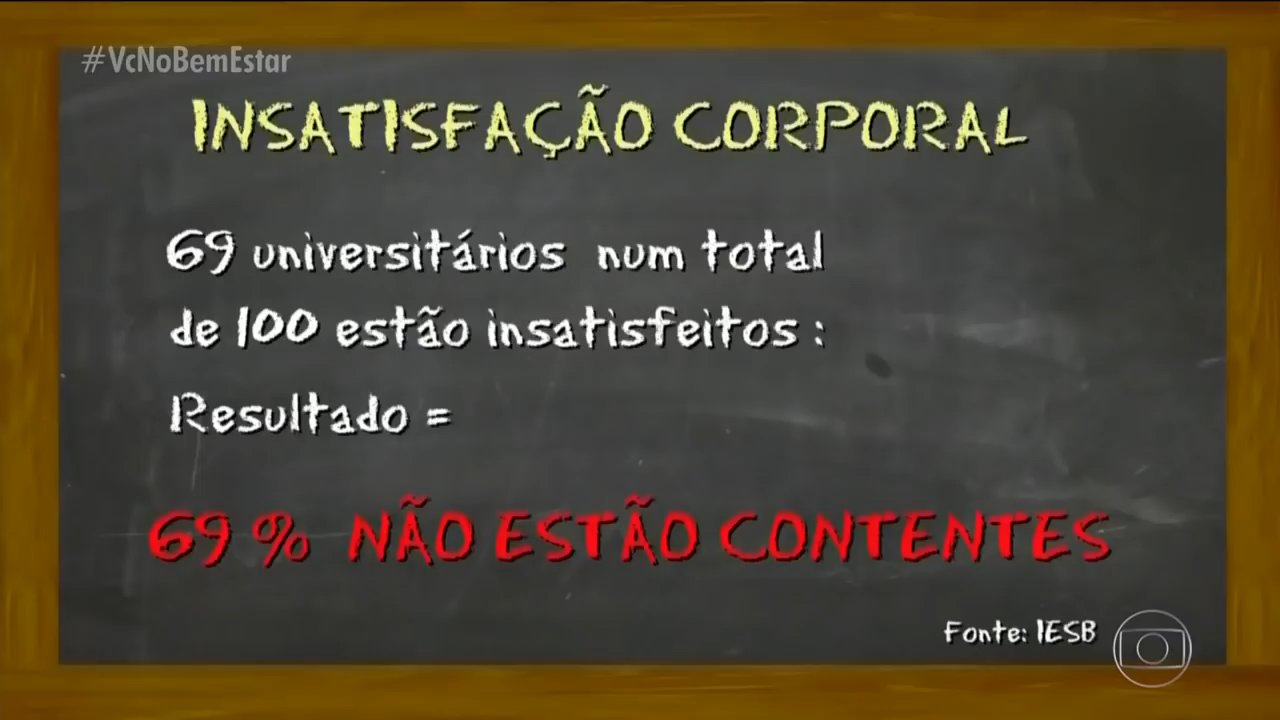 #VcNoBemEstar
INSATISFAÇÃO CORPORAL
69 universitários num total
de 100 estão insatisfeitos :
Resultado =
69 % NÃO ESTÃO CONTENTES
Fonte: IESB